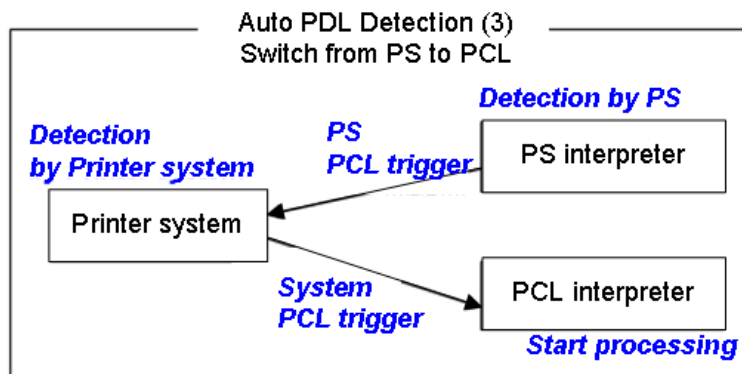 Auto PDL Detection (3)
Switch from PS to PCL
Detection by PS
PS interpreter
PS
PCL trigger
Detection
by Printer system
Printer system
System
PCL trigger
PCL interpreter
Start processing